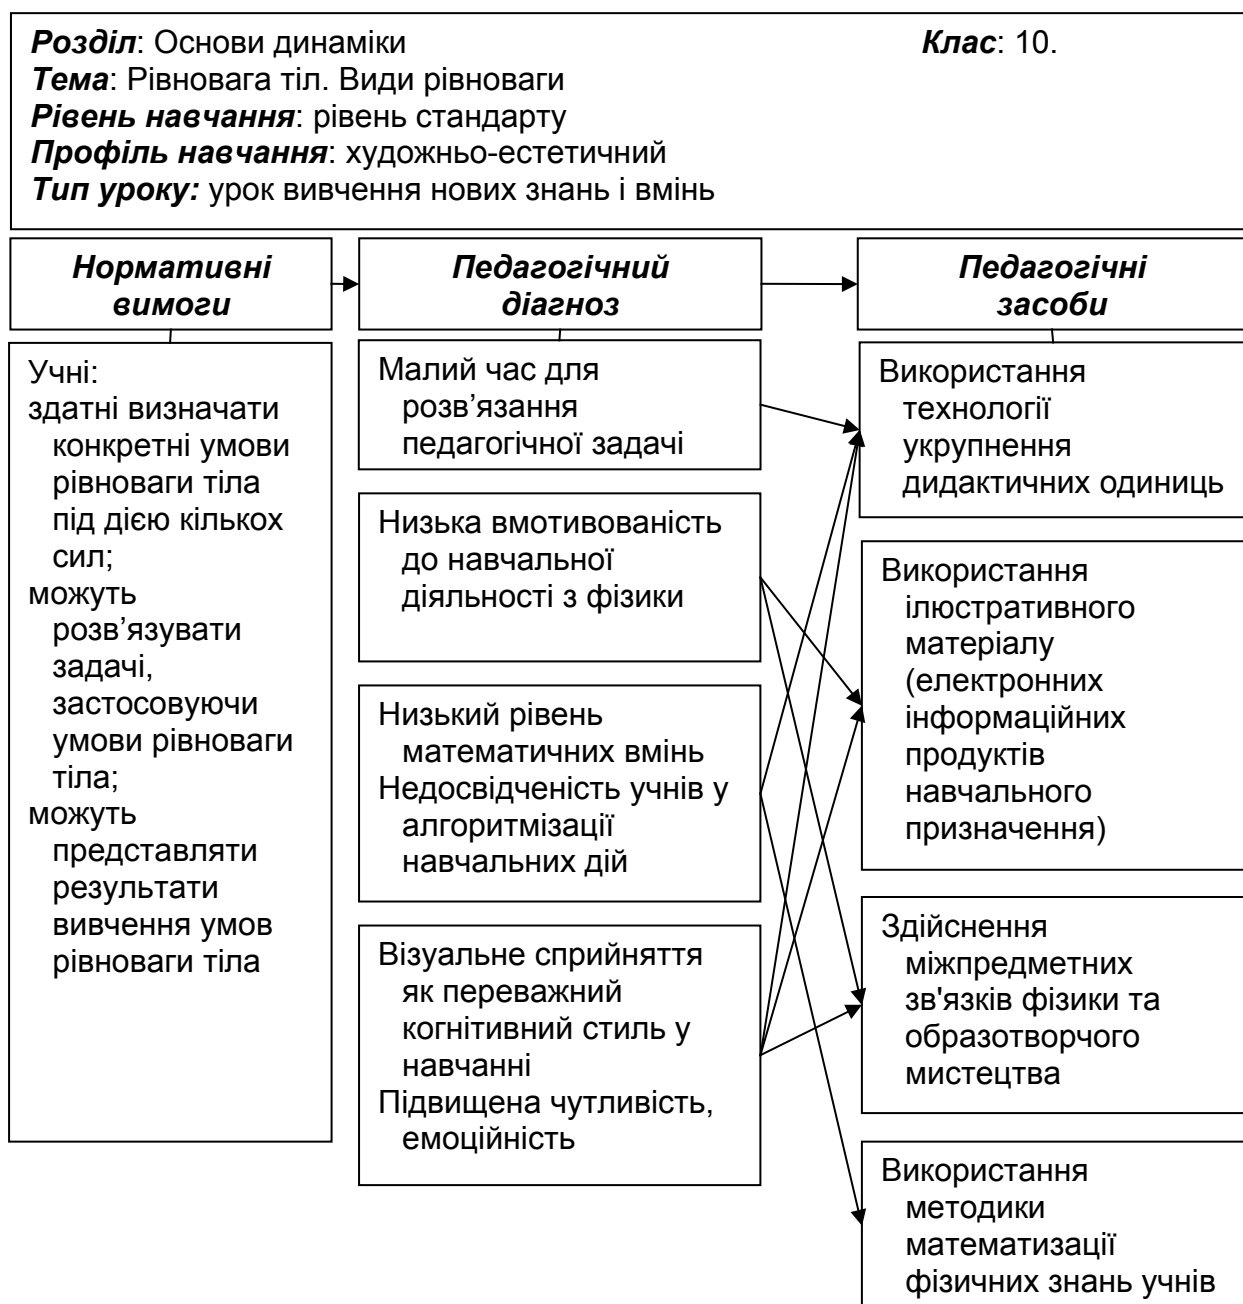 Розділ: Основи динаміки Клас: 10.
Тема: Рівновага тіл. Види рівноваги
Рівень навчання: рівень стандарту
Профіль навчання: художньо-естетичний
Тип уроку: урок вивчення нових знань і вмінь
Нормативні
вимоги
Педагогічний
діагноз
Педагогічні
засоби
Учні:
здатні визначати
конкретні умови
рівноваги тіла
під дією кількох
сил;
можуть
розв’язувати
задачі,
застосовуючи
умови рівноваги
тіла;
можуть
представляти
результати
вивчення умов
рівноваги тіла
Малий час для
розв’язання
педагогічної задачі
Низька вмотивованість
до навчальної
діяльності з фізики
Низький рівень
математичних вмінь
Недосвідченість учнів у
алгоритмізації
навчальних дій
Візуальне сприйняття
як переважний
когнітивний стиль у
навчанні
Підвищена чутливість,
емоційність
Використання
технології
укрупнення
дидактичних одиниць
Використання
ілюстративного
матеріалу
(електронних
інформаційних
продуктів
навчального
призначення)
Здійснення
міжпредметних
зв'язків фізики та
образотворчого
мистецтва
Використання
методики
математизації
фізичних знань учнів